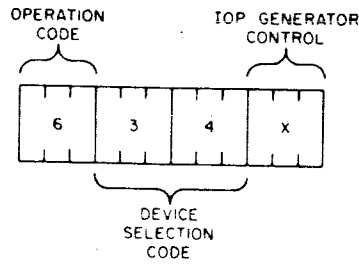 OPERATION
CODE
IOP GENERATOR
CONTROL
6 3 4 X
DEVICE
SELECTION
CODE